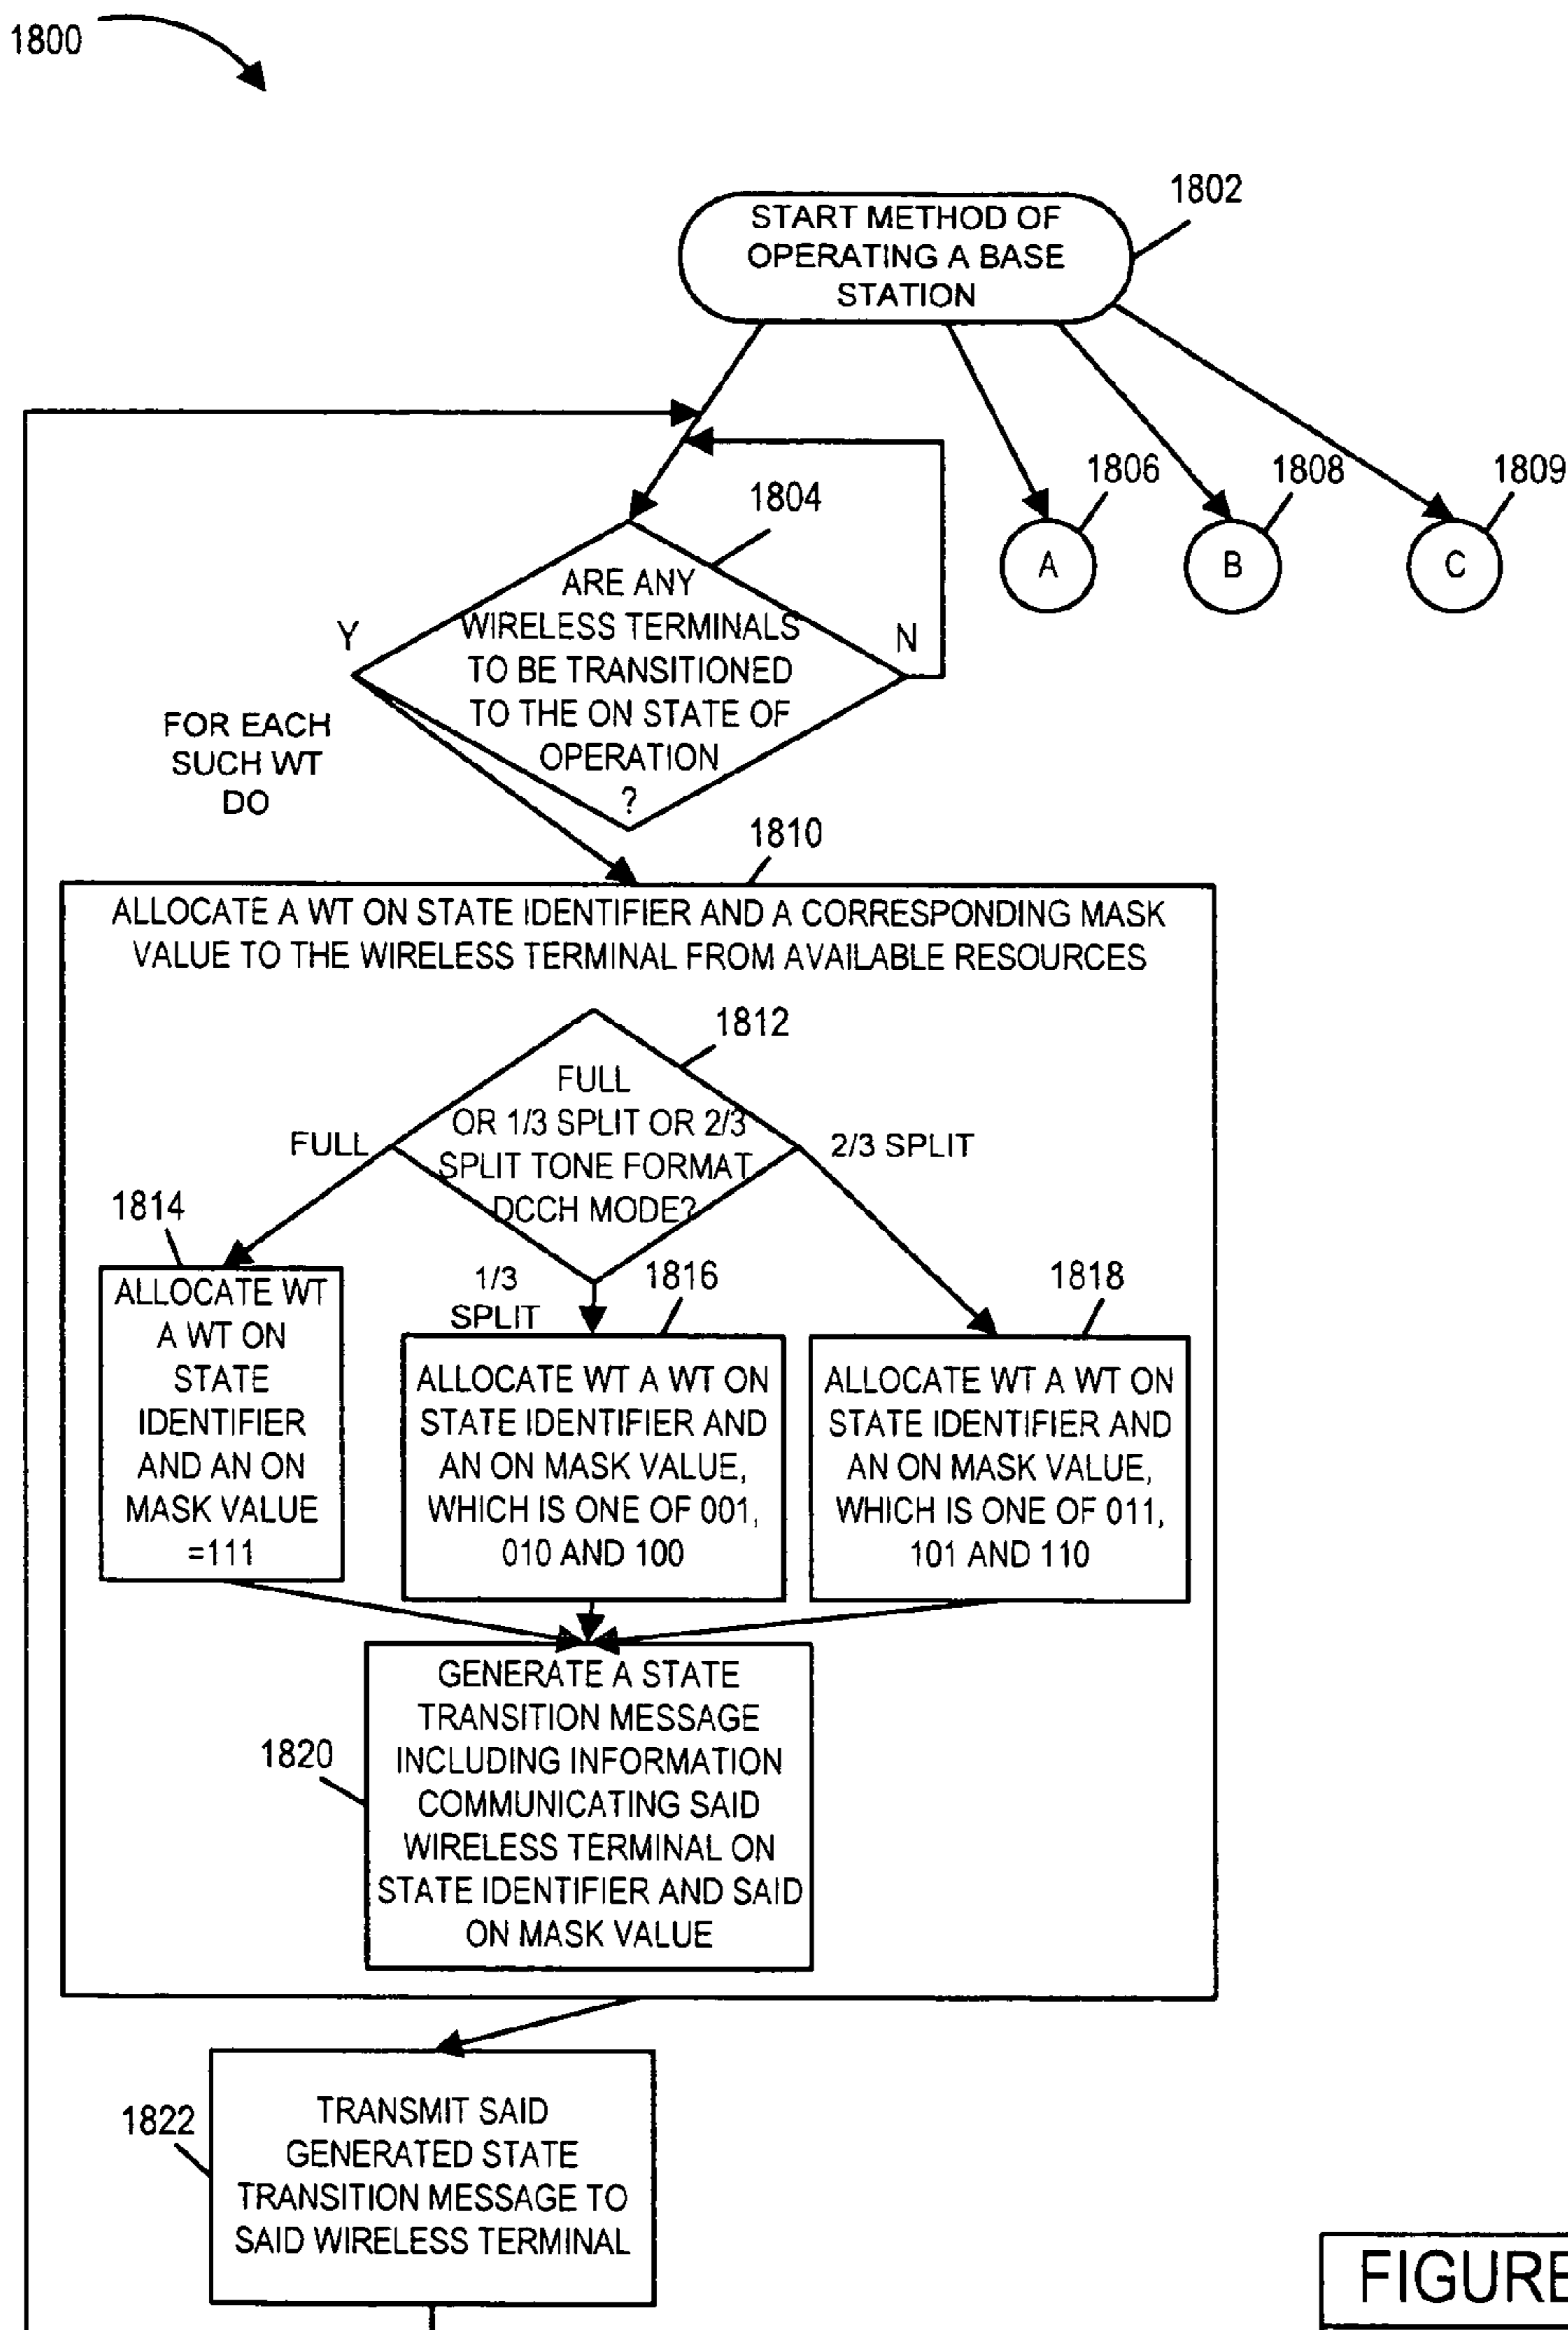 1800
1802
START METHOD OF
OPERATING A BASE
STATION
1806
1808
1809
A
B
C
1804
ARE ANY
WIRELESS TERMINALS
TO BE TRANSITIONED
TO THE ON STATE OF
OPERATION
?
Y
N
FOR EACH
SUCH WT
DO
1810
ALLOCATE A WT ON STATE IDENTIFIER AND A CORRESPONDING MASK
VALUE TO THE WIRELESS TERMINAL FROM AVAILABLE RESOURCES
1812
FULL
OR 1/3 SPLIT OR 2/3
SPLIT TONE FORMAT
DCCH MODE?
FULL
2/3 SPLIT
1/3
SPLIT
1814
ALLOCATE WT
A WT ON
STATE
IDENTIFIER
AND AN ON
MASK VALUE
=111
1816
ALLOCATE WT A WT ON
STATE IDENTIFIER AND
AN ON MASK VALUE,
WHICH IS ONE OF 001,
010 AND 100
1818
ALLOCATE WT A WT ON
STATE IDENTIFIER AND
AN ON MASK VALUE,
WHICH IS ONE OF 011,
101 AND 110
1820
GENERATE A STATE
TRANSITION MESSAGE
INCLUDING INFORMATION
COMMUNICATING SAID
WIRELESS TERMINAL ON
STATE IDENTIFIER AND SAID
ON MASK VALUE
1822
TRANSMIT SAID
GENERATED STATE
TRANSITION MESSAGE TO
SAID WIRELESS TERMINAL
FIGURE